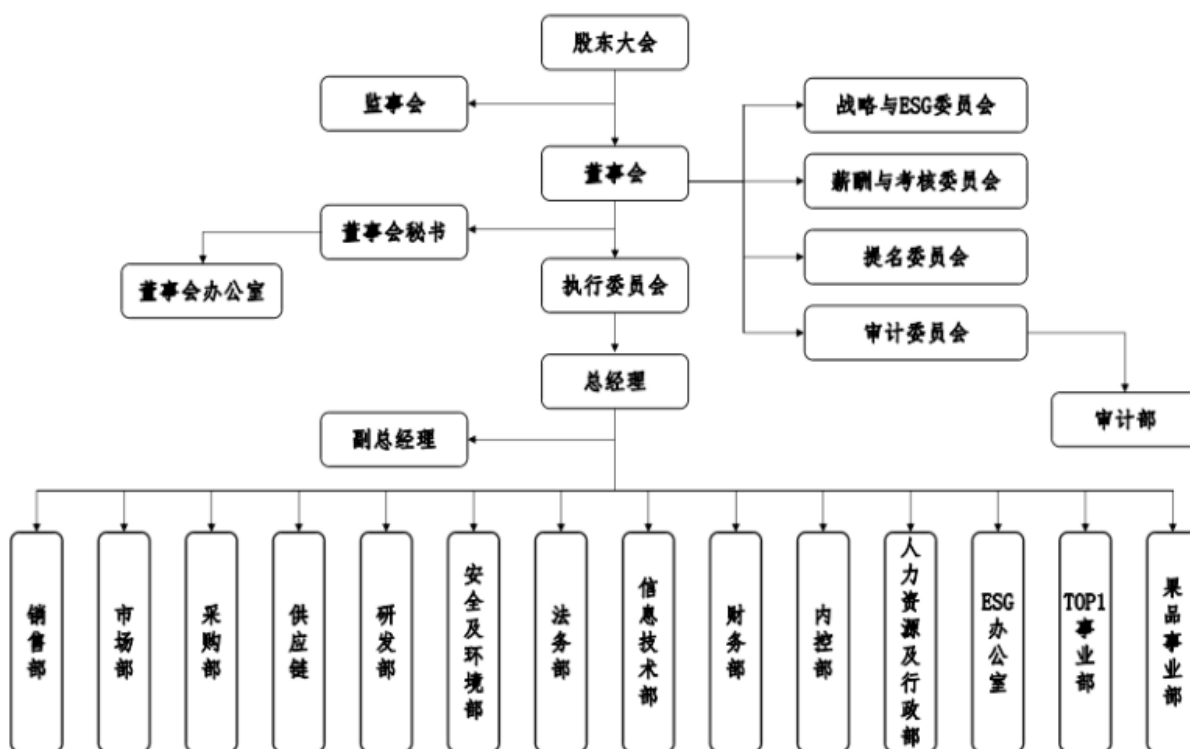 股东大会
监事会
战略与ESG委员会
董事会
薪酬与考核委员会
董事会秘书
提名委员会
董事会办公室
执行委员会
审计委员会
总经理
审计部
副总经理
销售部
市场部
采购部
供应链
研发部
安全及环境部
法务部
信息技术部
财务部
内控部
人力资源及行政部
ESG办公室
TOP1事业部
果品事业部